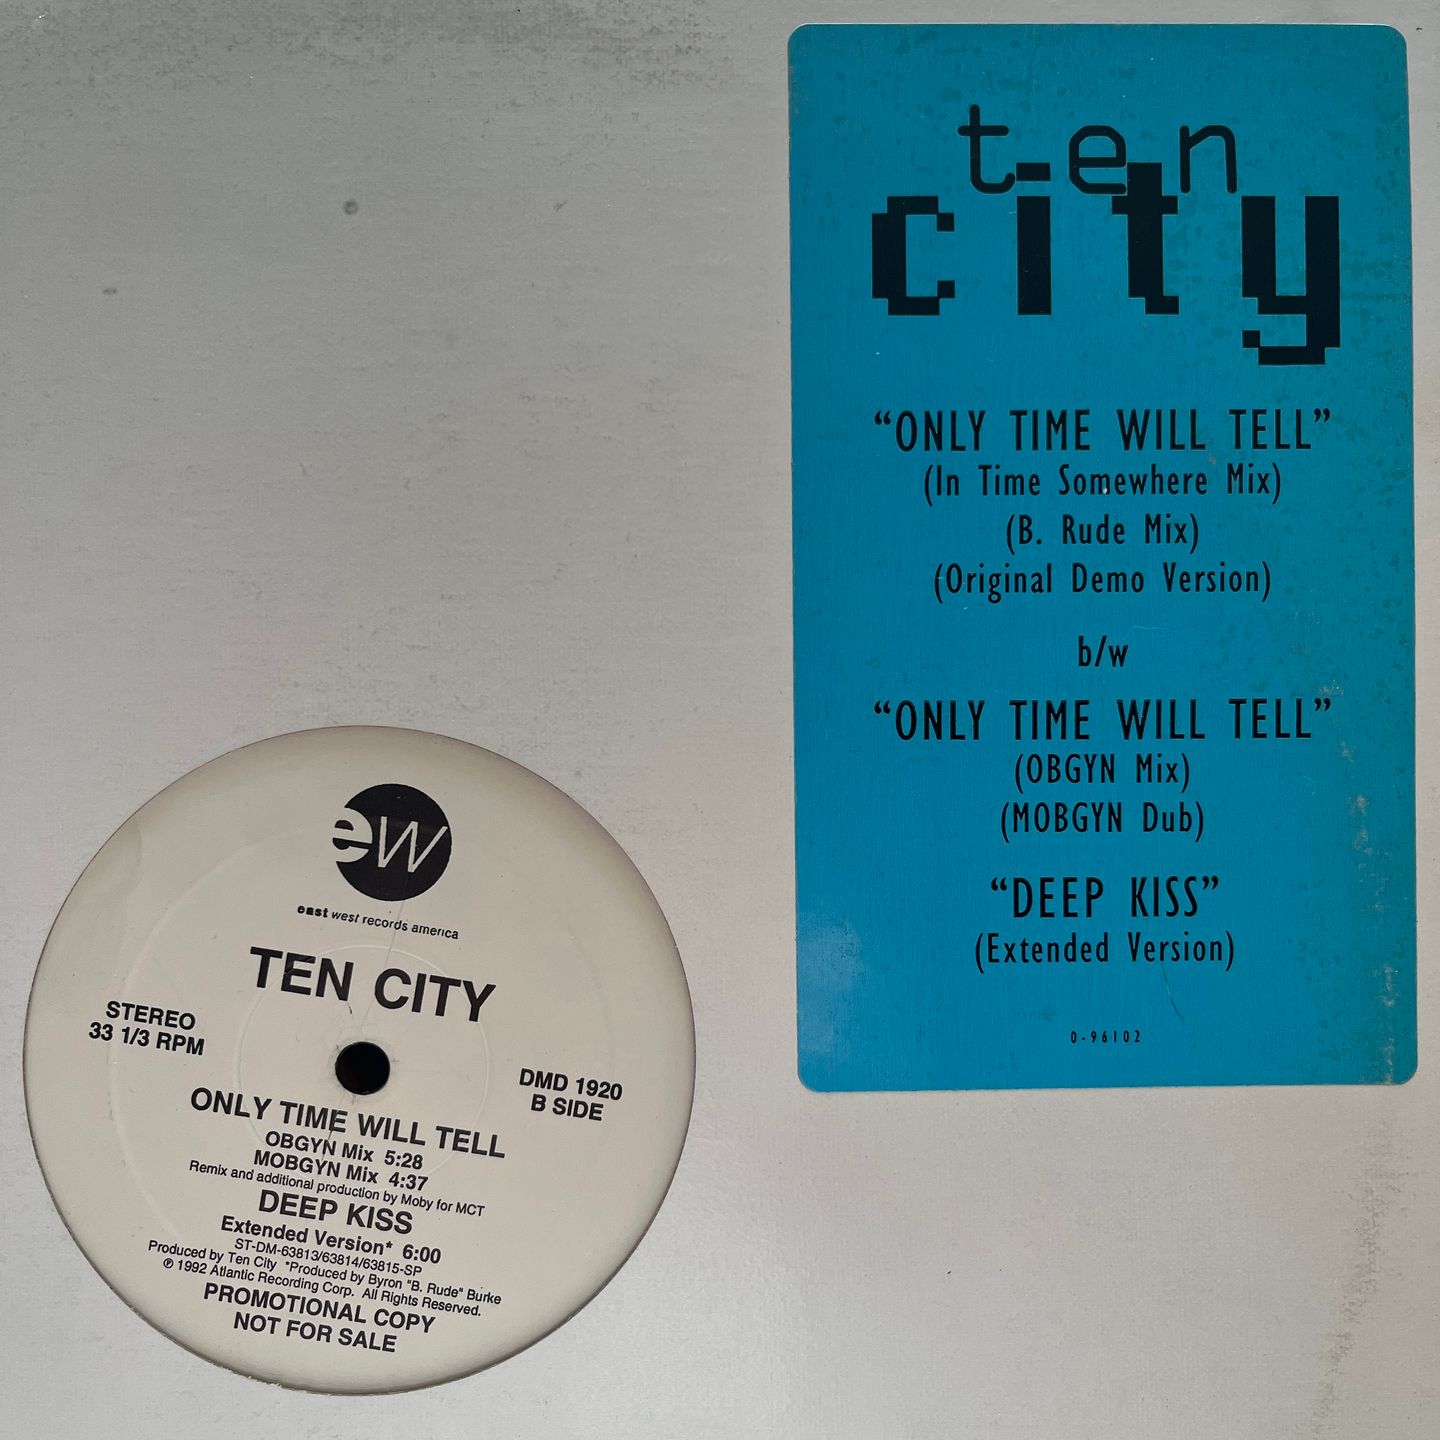 ten
city
“ONLY TIME WILL TELL”
(In Time Somewhere Mix)
(B. Rude Mix)
(Original Demo Version)
b/w
“ONLY TIME WILL TELL”
(OBGYN Mix)
(MOBGYN Dub)
“DEEP KISS”
(Extended Version)
0-96102
ew
east west records america
TEN CITY
STEREO
33 1/3 RPM
DMD 1920
B SIDE
ONLY TIME WILL TELL
OBGYN Mix 5:28
MOBGYN Mix 4:37
Remix and additional production by Moby for MCT
DEEP KISS
Extended Version* 6:00
ST-DM-63813/63814/63815-SP
Produced by Ten City *Produced by Byron "B. Rude" Burke
℗ 1992 Atlantic Recording Corp. All Rights Reserved.
PROMOTIONAL COPY
NOT FOR SALE